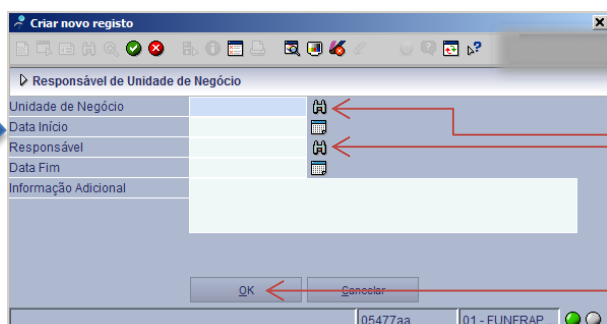 Criar novo registo
Responsável de Unidade de Negócio
Unidade de Negócio
Data Início
Responsável
Data Fim
Informação Adicional
OK Cancelar
05477aa 01 - FUNFRAP